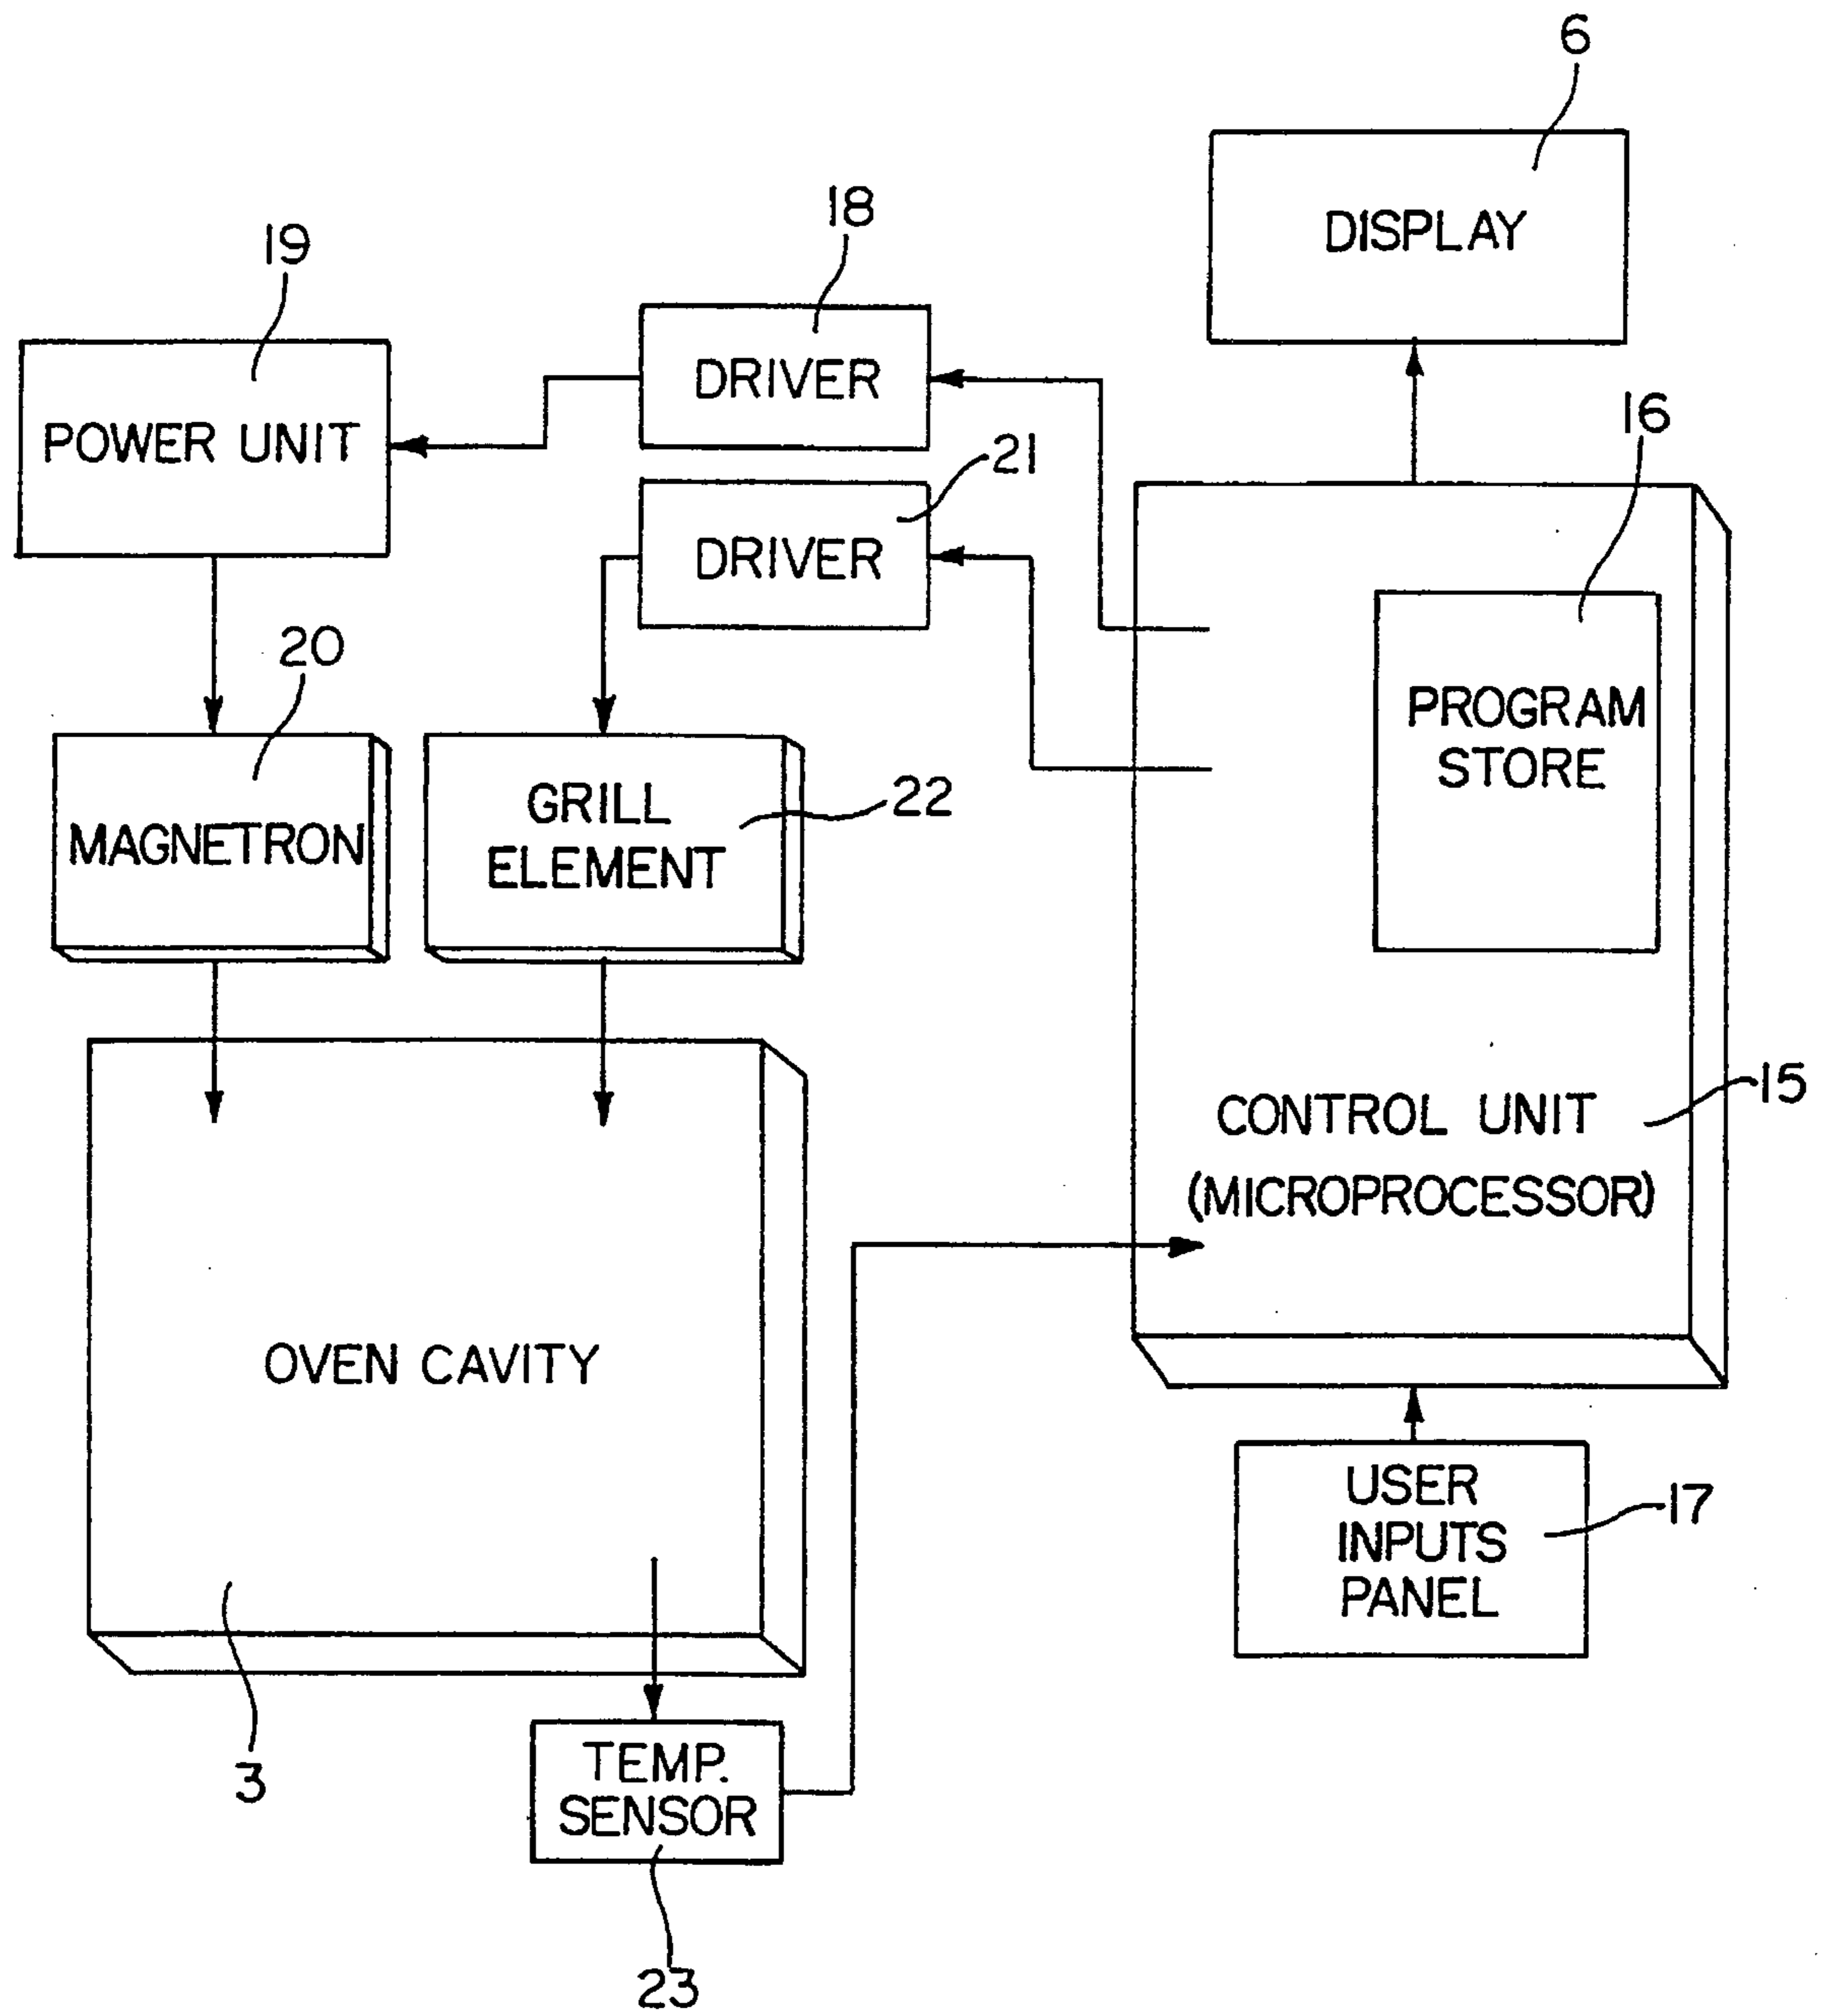 6
DISPLAY
18
19
DRIVER
POWER UNIT
16
21
DRIVER
20
PROGRAM
STORE
MAGNETRON
GRILL
ELEMENT
22
CONTROL UNIT
(MICROPROCESSOR)
15
OVEN CAVITY
USER
INPUTS
PANEL
17
3
TEMP.
SENSOR
23